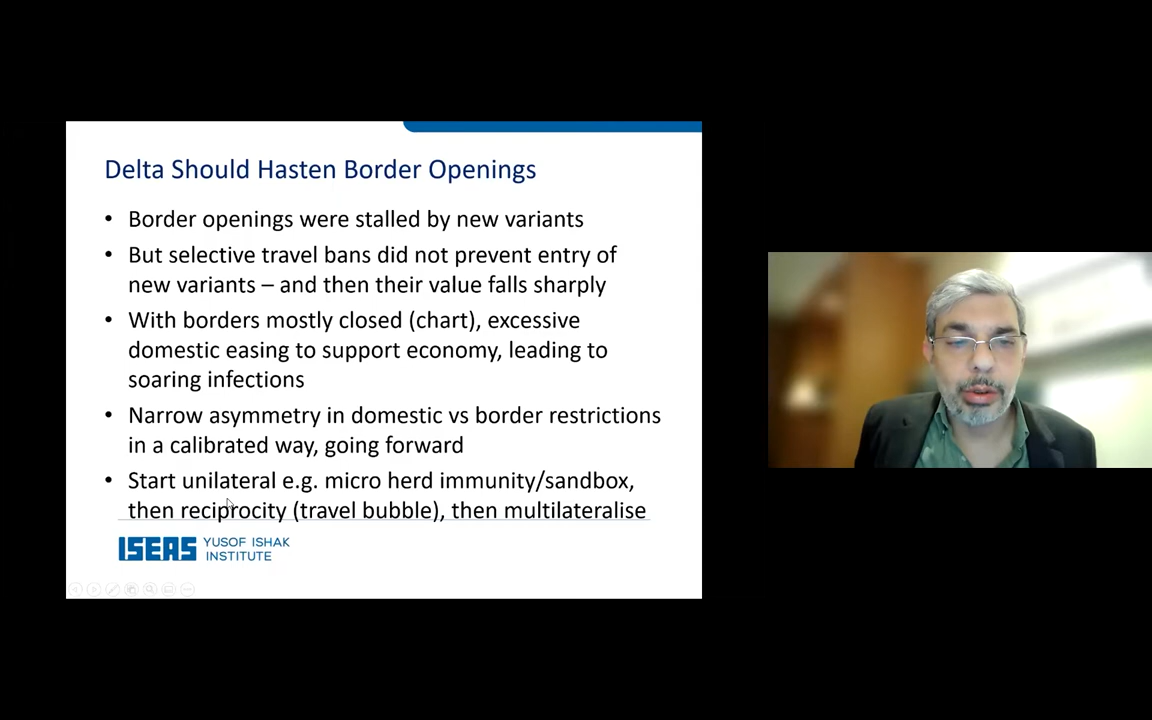 Delta Should Hasten Border Openings
• Border openings were stalled by new variants
• But selective travel bans did not prevent entry of
new variants – and then their value falls sharply
• With borders mostly closed (chart), excessive
domestic easing to support economy, leading to
soaring infections
• Narrow asymmetry in domestic vs border restrictions
in a calibrated way, going forward
• Start unilateral e.g. micro herd immunity/sandbox,
then reciprocity (travel bubble), then multilateralise
ISEAS YUSOF ISHAK
INSTITUTE